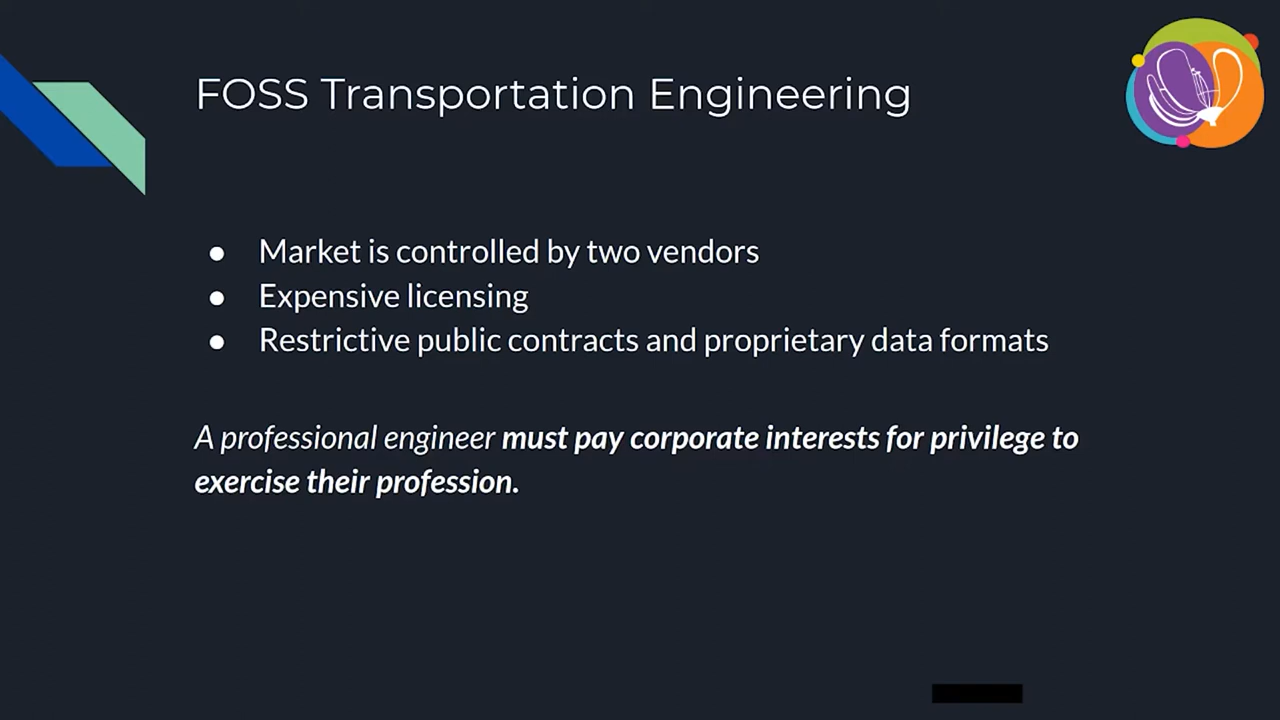 FOSS Transportation Engineering
● Market is controlled by two vendors
● Expensive licensing
● Restrictive public contracts and proprietary data formats
A professional engineer must pay corporate interests for privilege to
exercise their profession.